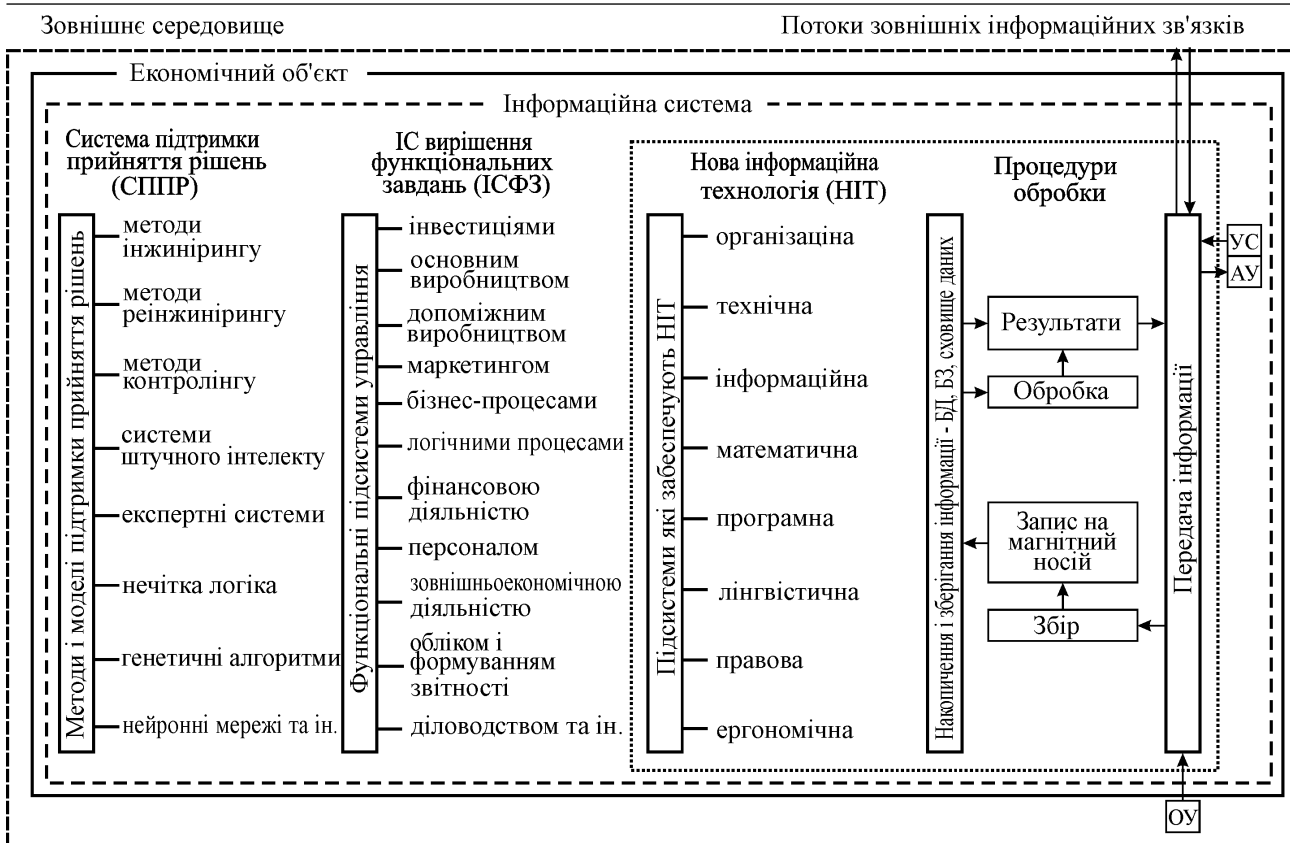 Зовнішнє середовище
Потоки зовнішніх інформаційних зв'язків
Економічний об'єкт
Інформаційна система
Система підтримки
прийняття рішень
(СППР)
Методи і моделі підтримки прийняття рішень
методи
інжинірингу
методи
реінжинірингу
методи
контролінгу
системи
штучного інтелекту
експертні системи
нечітка логіка
генетичні алгоритми
нейронні мережі та ін.
ІС вирішення
функціональних
завдань (ІСФЗ)
Функціональні підсистеми управління
інвестиціями
основним
виробництвом
допоміжним
виробництвом
маркетингом
бізнес-процесами
логічними процесами
фінансовою
діяльністю
персоналом
зовнішньоекономічною
діяльністю
обліком і
формуванням
звітності
діловодством та ін.
Нова інформаційна
технологія (НІТ)
Підсистеми які забеспечують НІТ
організаціна
технічна
інформаційна
математична
програмна
лінгвістична
правова
ергономічна
Процедури
обробки
Накопичення і зберігання інформації - БД, БЗ, сховище даних
Результати
Обробка
Запис на
магнітний
носій
Збір
Передача інформації
УС
АУ
ОУ